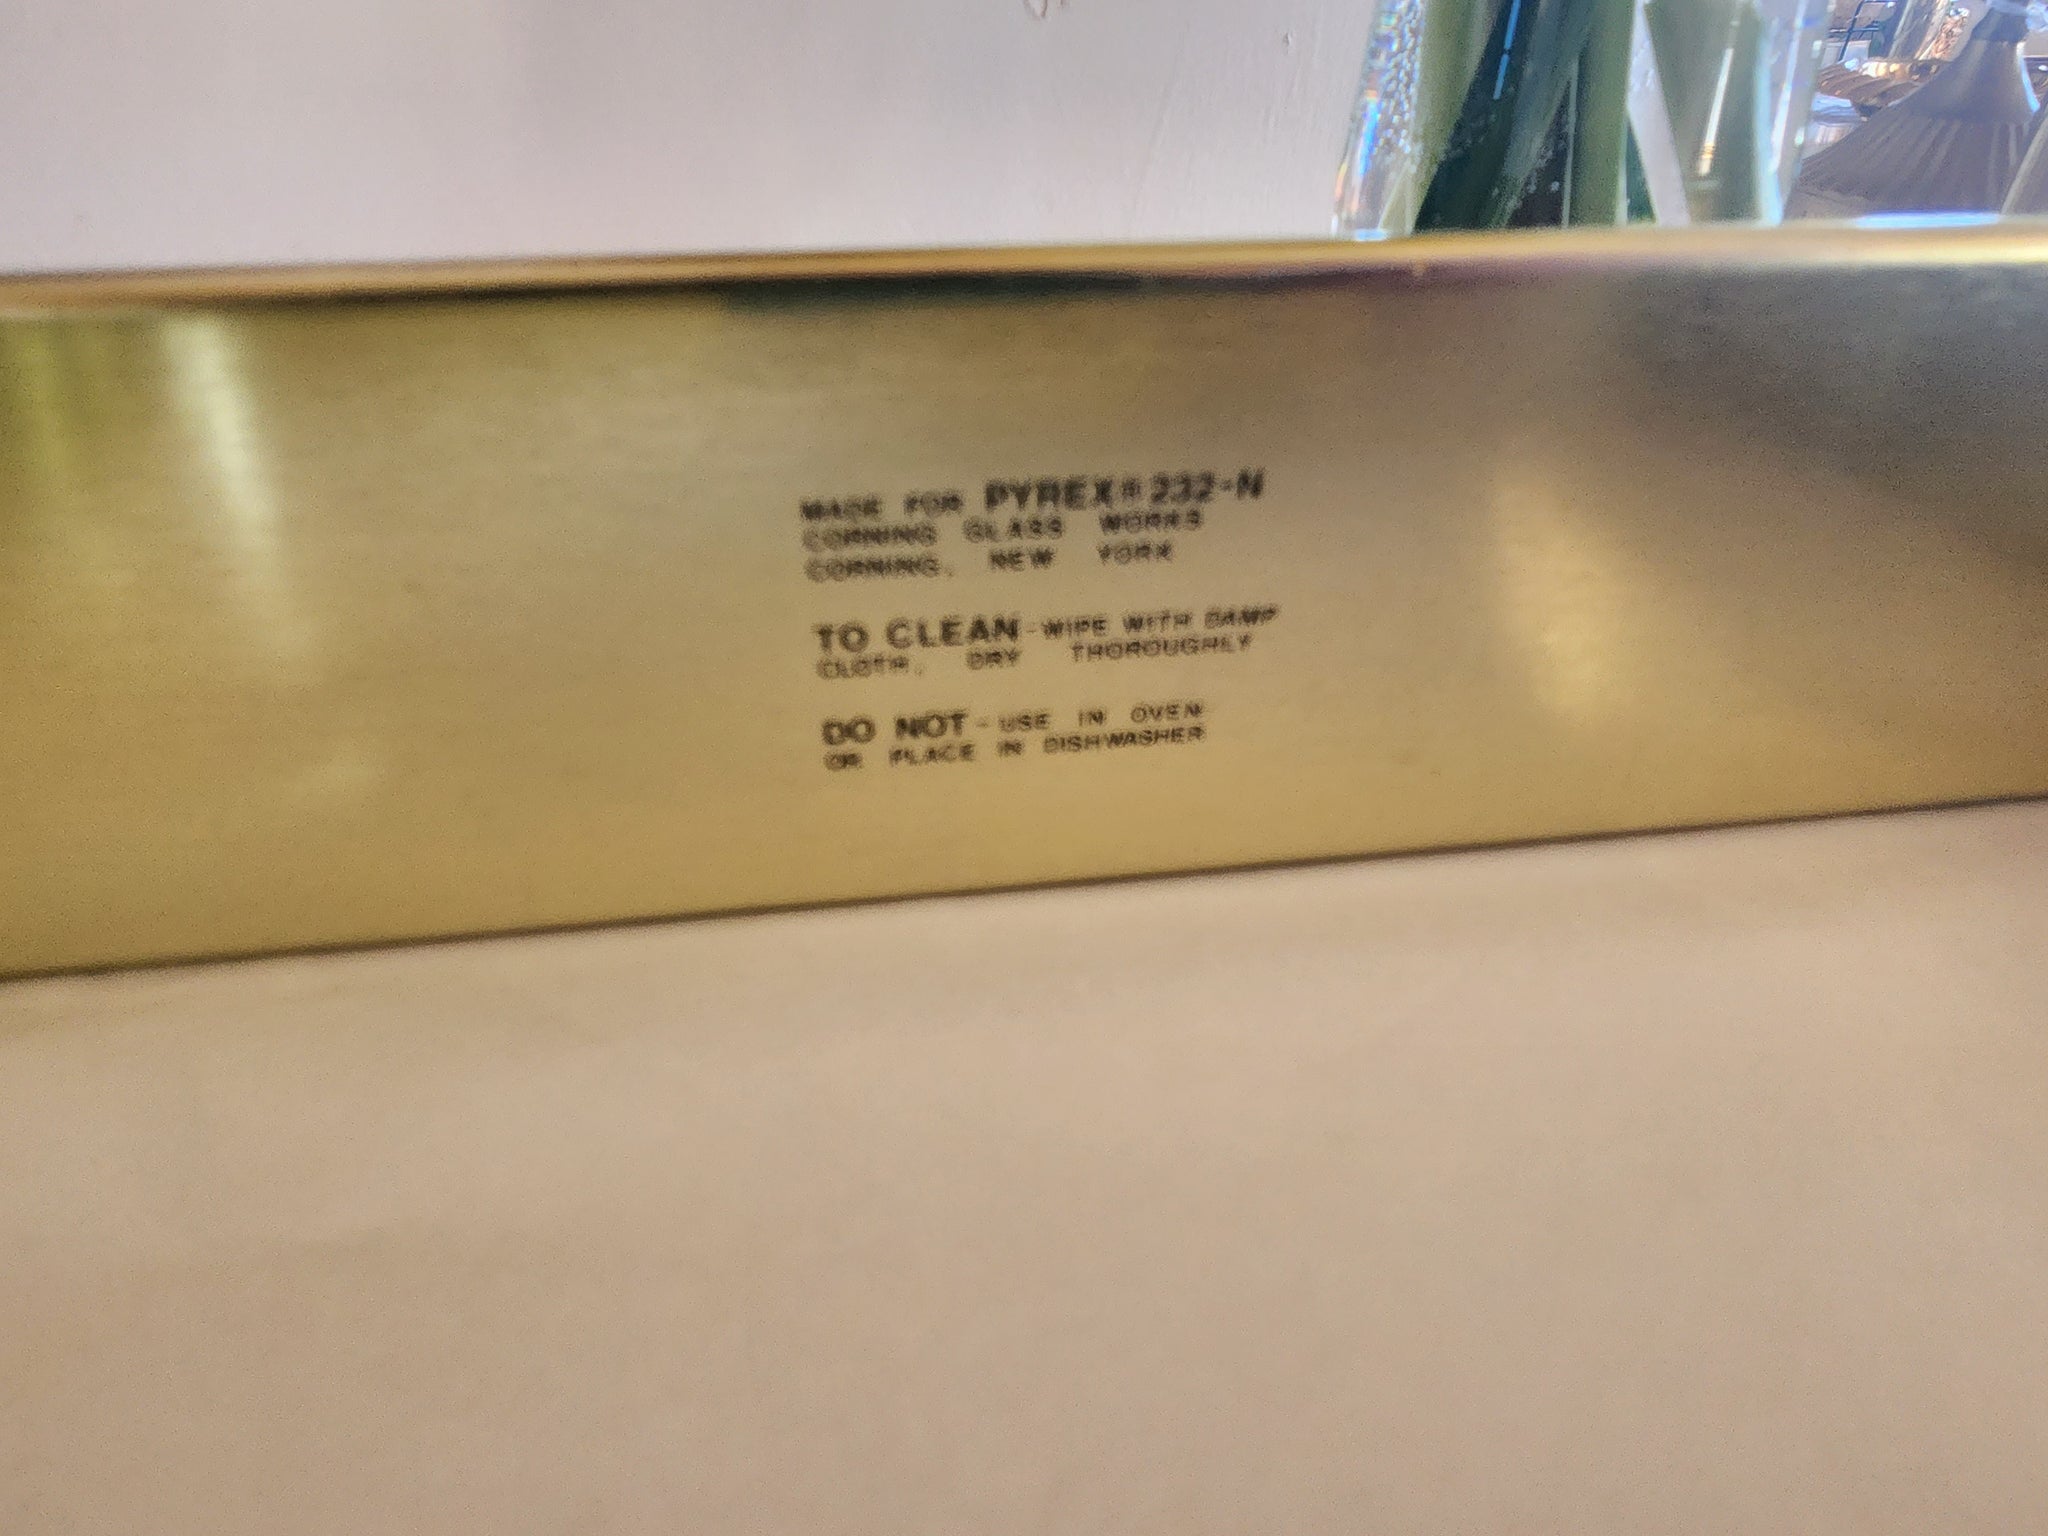 MADE FOR PYREX® 232-N
CORNING GLASS WORKS
CORNING, NEW YORK
TO CLEAN - WIPE WITH DAMP
CLOTH, DRY THOROUGHLY
DO NOT - USE IN OVEN
OR PLACE IN DISHWASHER